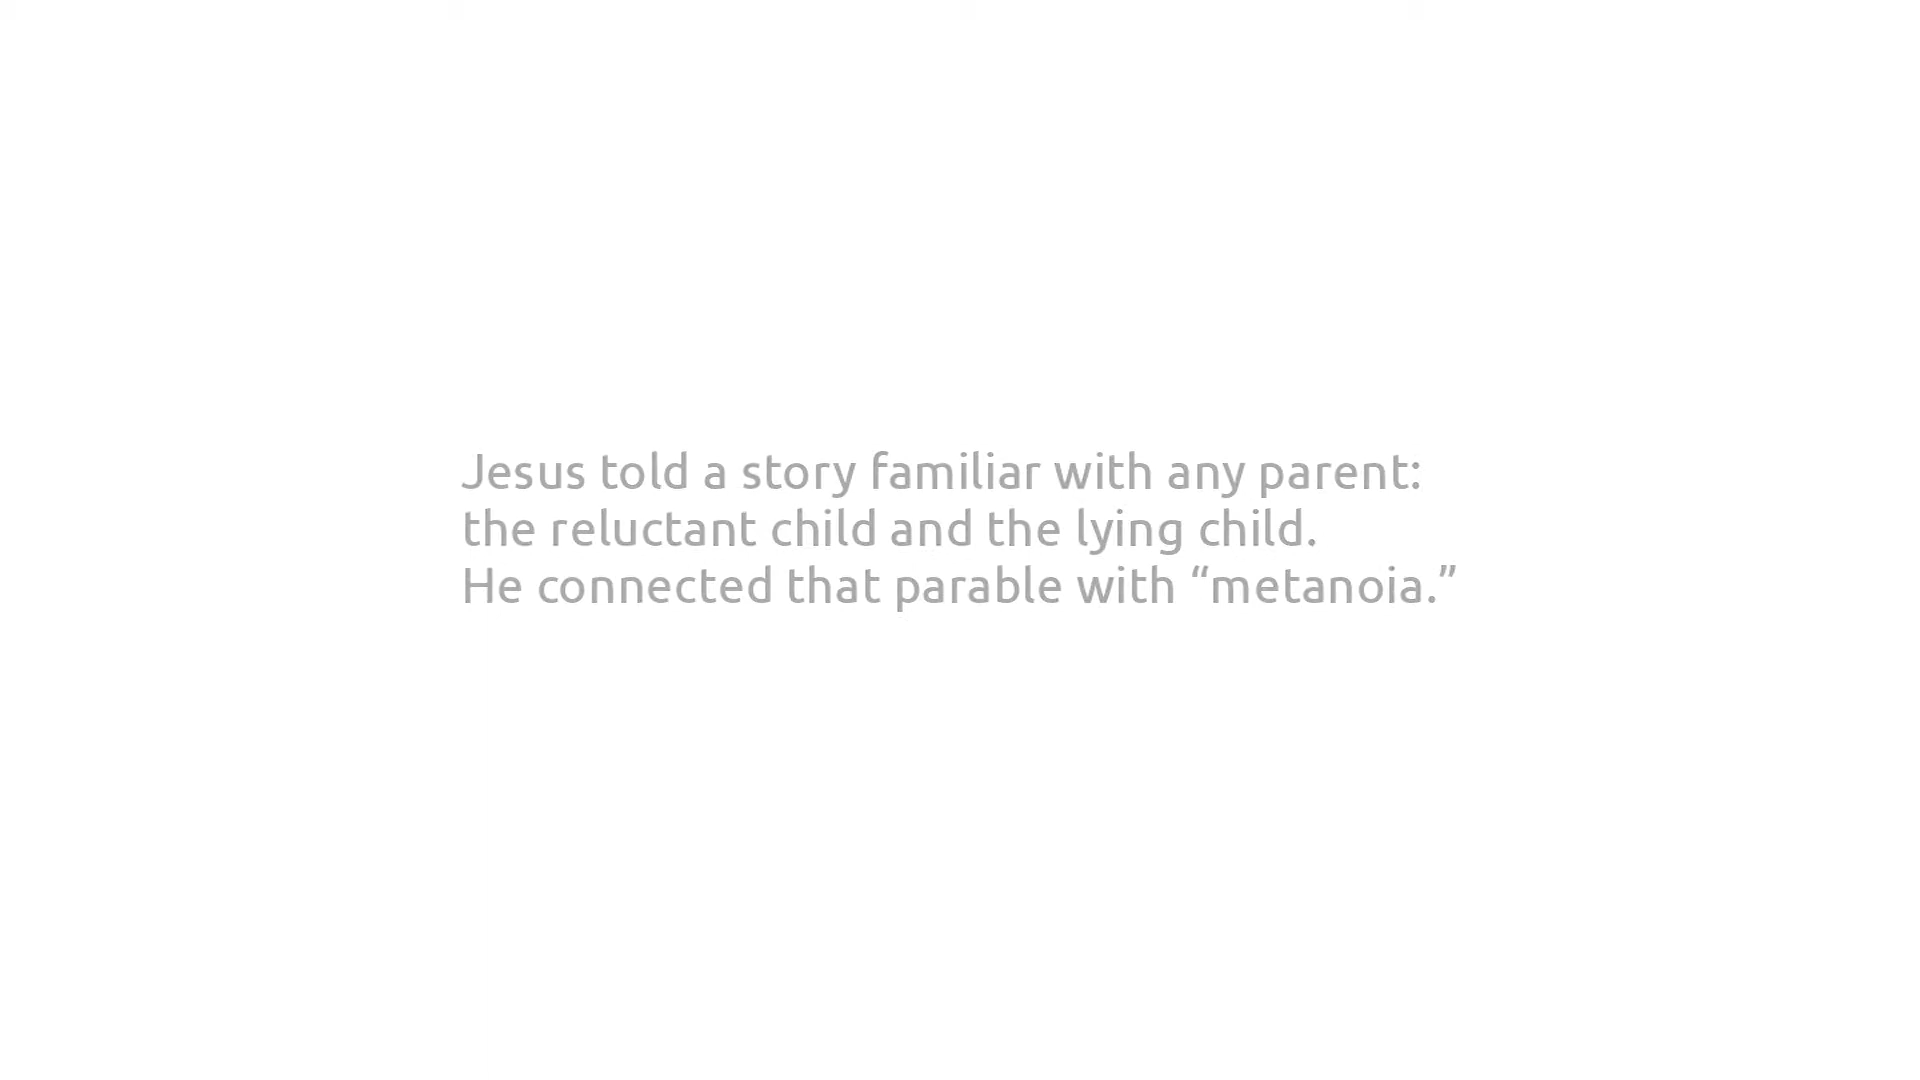 Jesus told a story familiar with any parent:
the reluctant child and the lying child.
He connected that parable with “metanoia.”